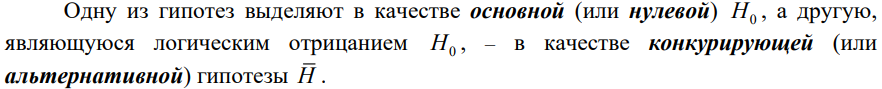 Одну из гипотез выделяют в качестве основной (или нулевой) H₀, а другую,
являющуюся логическим отрицанием H₀, – в качестве конкурирующей (или
альтернативной) гипотезы H̅.